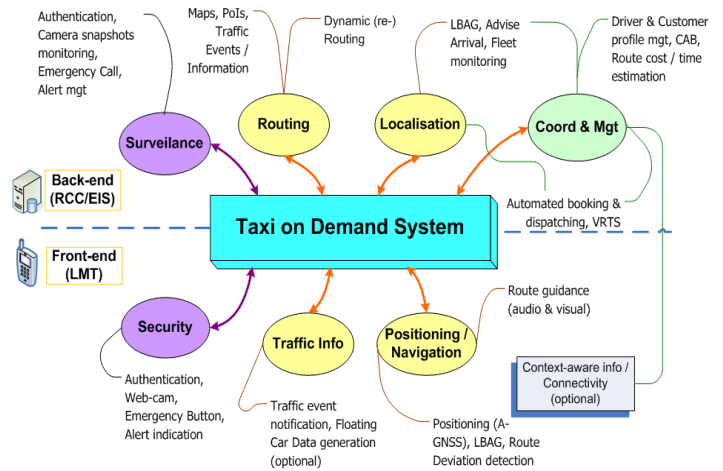 Authentication,
Camera snapshots
monitoring,
Emergency Call,
Alert mgt
Maps, PoIs,
Traffic
Events /
Information
Dynamic (re-)
Routing
LBAG, Advise
Arrival, Fleet
monitoring
Driver & Customer
profile mgt, CAB,
Route cost / time
estimation
Surveilance
Routing
Localisation
Coord & Mgt
Back-end
(RCC/EIS)
Taxi on Demand System
Automated booking &
dispatching, VRTS
Front-end
(LMT)
Security
Traffic Info
Positioning /
Navigation
Route guidance
(audio & visual)
Context-aware info /
Connectivity
(optional)
Authentication,
Web-cam,
Emergency Button,
Alert indication
Traffic event
notification, Floating
Car Data generation
(optional)
Positioning (A-
GNSS), LBAG, Route
Deviation detection